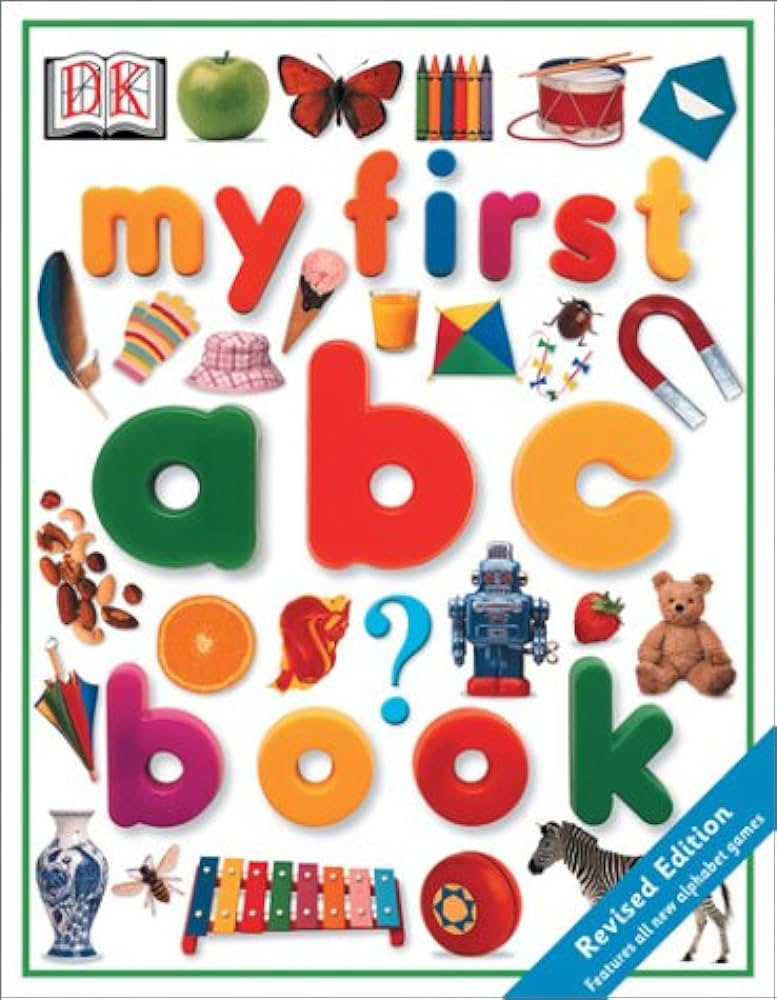 DK
my first
abc
?
book
Revised Edition
Features all new alphabet games